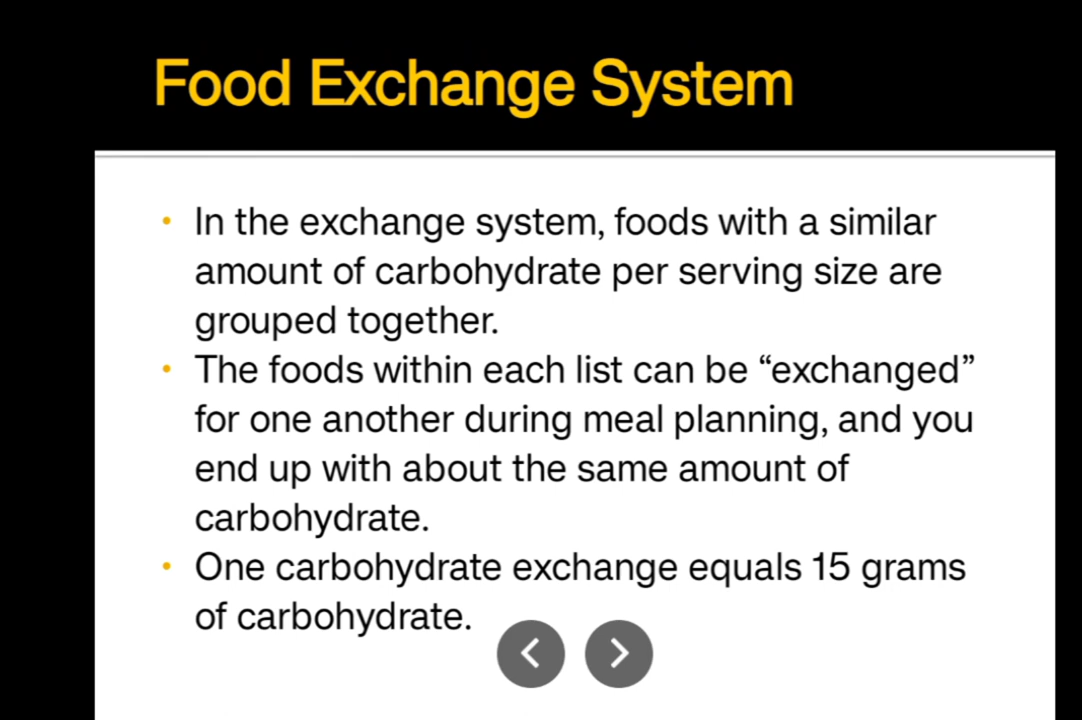 Food Exchange System
• In the exchange system, foods with a similar
amount of carbohydrate per serving size are
grouped together.
• The foods within each list can be “exchanged”
for one another during meal planning, and you
end up with about the same amount of
carbohydrate.
• One carbohydrate exchange equals 15 grams
of carbohydrate.